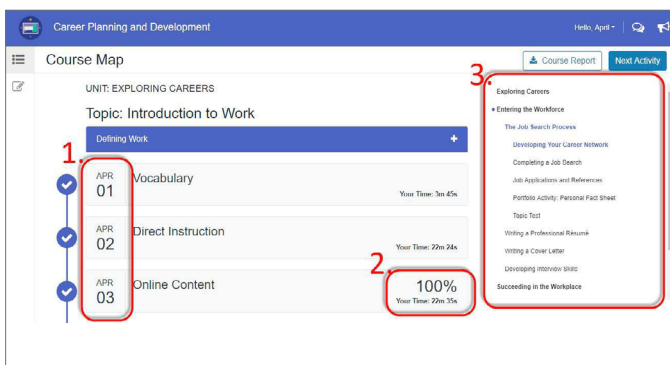 Career Planning and Development
Hello, April
Course Map
Course Report
Next Activity
UNIT: EXPLORING CAREERS
Topic: Introduction to Work
Defining Work
+
1.
APR
01
Vocabulary
Your Time: 3m 45s
APR
02
Direct Instruction
Your Time: 22m 24s
2.
APR
03
Online Content
100%
Your Time: 22m 35s
3.
Exploring Careers
Entering the Workforce
The Job Search Process
Developing Your Career Network
Completing a Job Search
Job Applications and References
Portfolio Activity: Personal Fact Sheet
Topic Test
Writing a Professional Résumé
Writing a Cover Letter
Developing Interview Skills
Succeeding in the Workplace